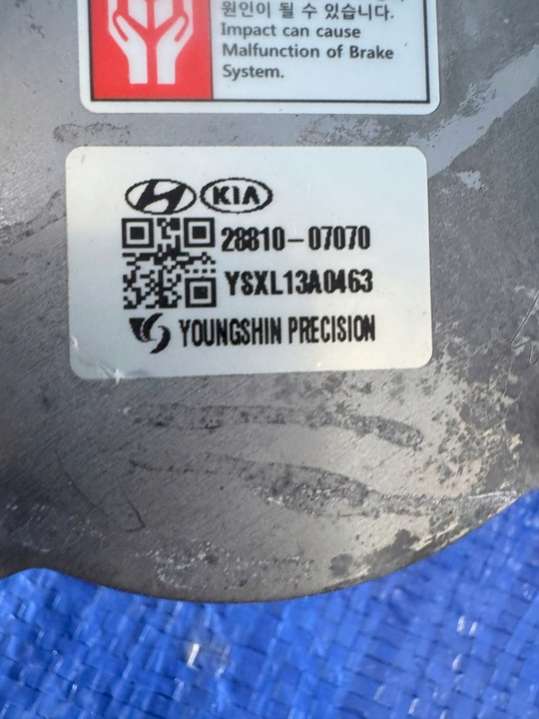 원인이 될 수 있습니다.
Impact can cause
Malfunction of Brake
System.
KIA
28810-07070
YSXL13A0463
YOUNGSHIN PRECISION